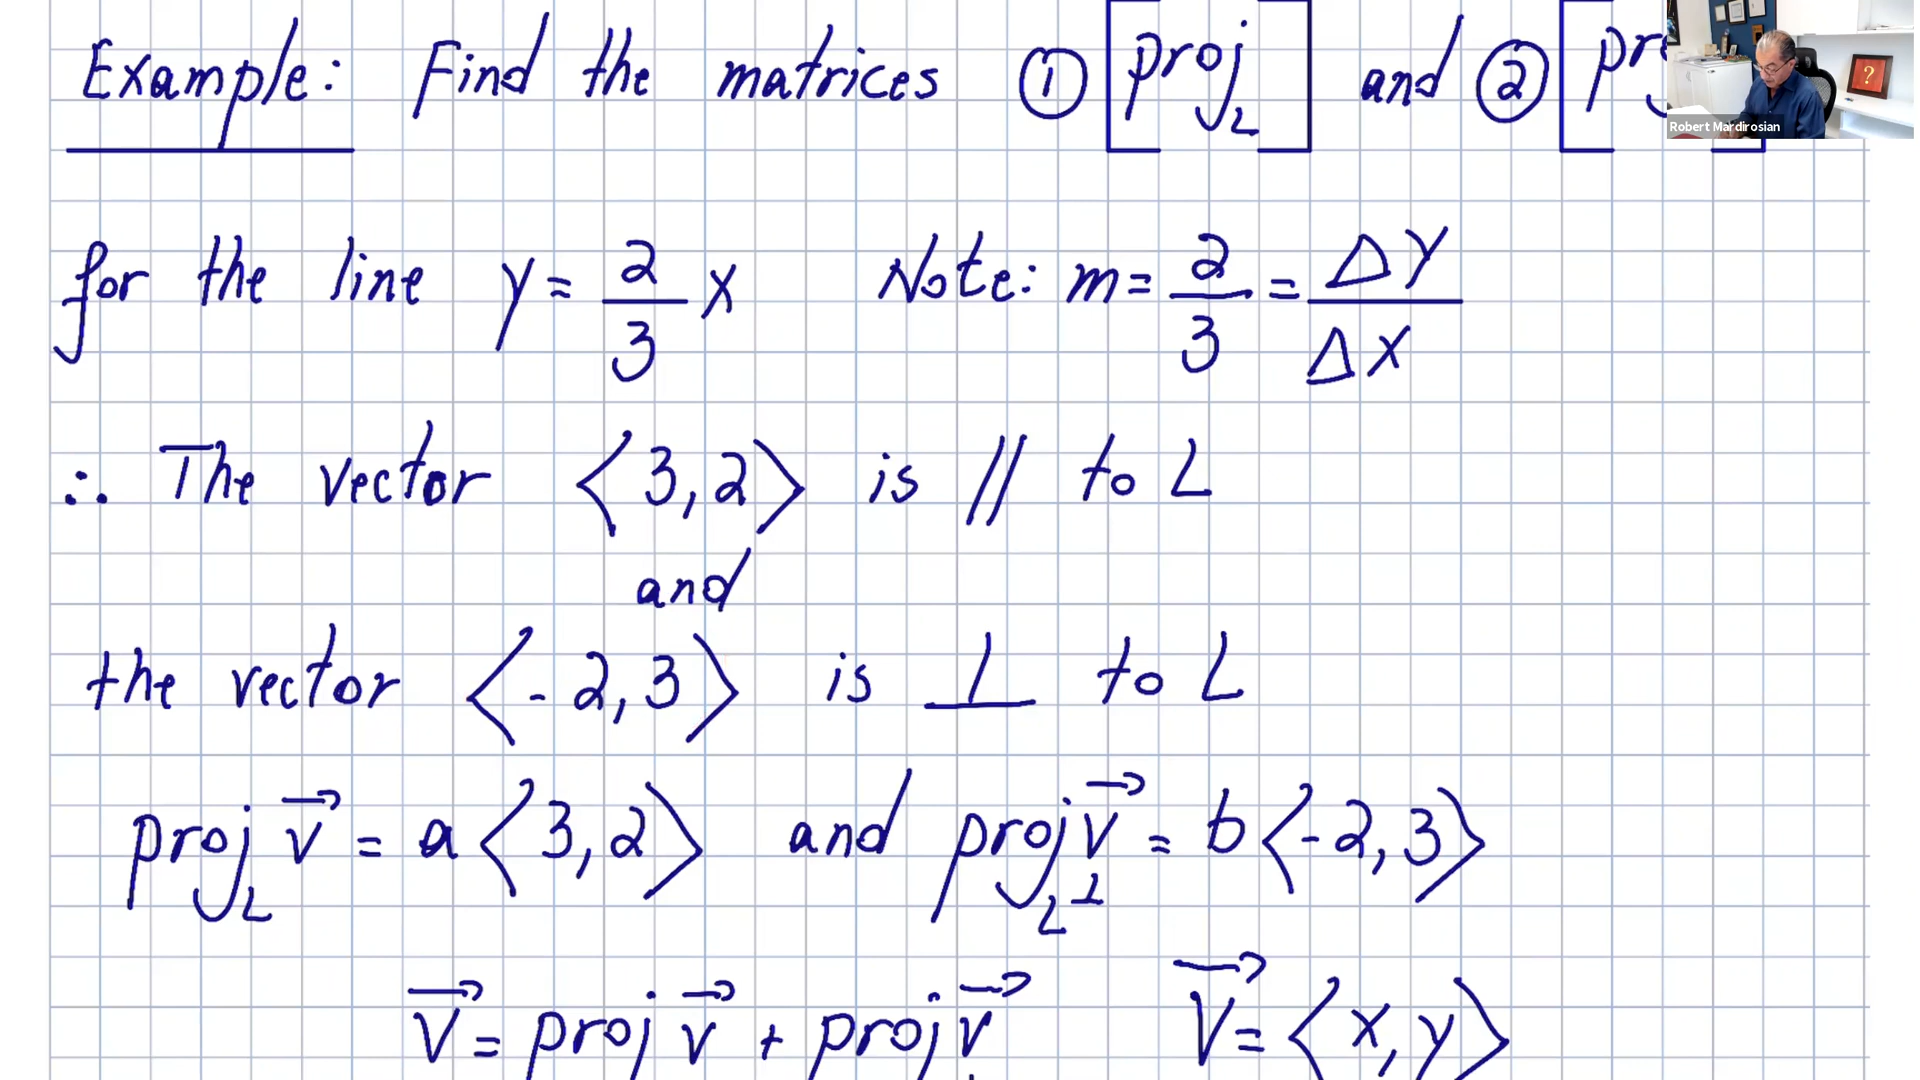 Example: Find the matrices ① [proj_L] and ② [pr
Robert Mardirosian
for the line y = 2/3 x Note: m = 2/3 = ΔY/ΔX
∴ The vector ⟨3,2⟩ is // to L
and
the vector ⟨-2,3⟩ is ⊥ to L
proj_L v⃗ = a⟨3,2⟩ and proj_L⊥ v⃗ = b⟨-2,3⟩
v⃗ = proj v⃗ + proj v⃗ v⃗ = ⟨x,y⟩